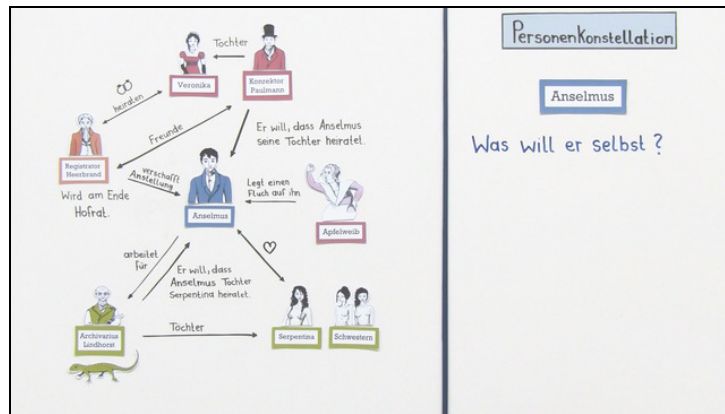 Personenkonstellation
Tochter
Veronika
Konrektor
Paulmann
heiraten
Freunde
Er will, dass Anselmus
seine Tochter heiratet.
Registrator
Heerbrand
verschafft
Anstellung
Wird am Ende
Hofrat.
Anselmus
Legt einen
Fluch auf ihn
Apfelweib
arbeitet
für
Er will, dass
Anselmus Tochter
Serpentina heiratet.
Archivarius
Lindhorst
Töchter
Serpentina
Schwestern
Anselmus
Was will er selbst?